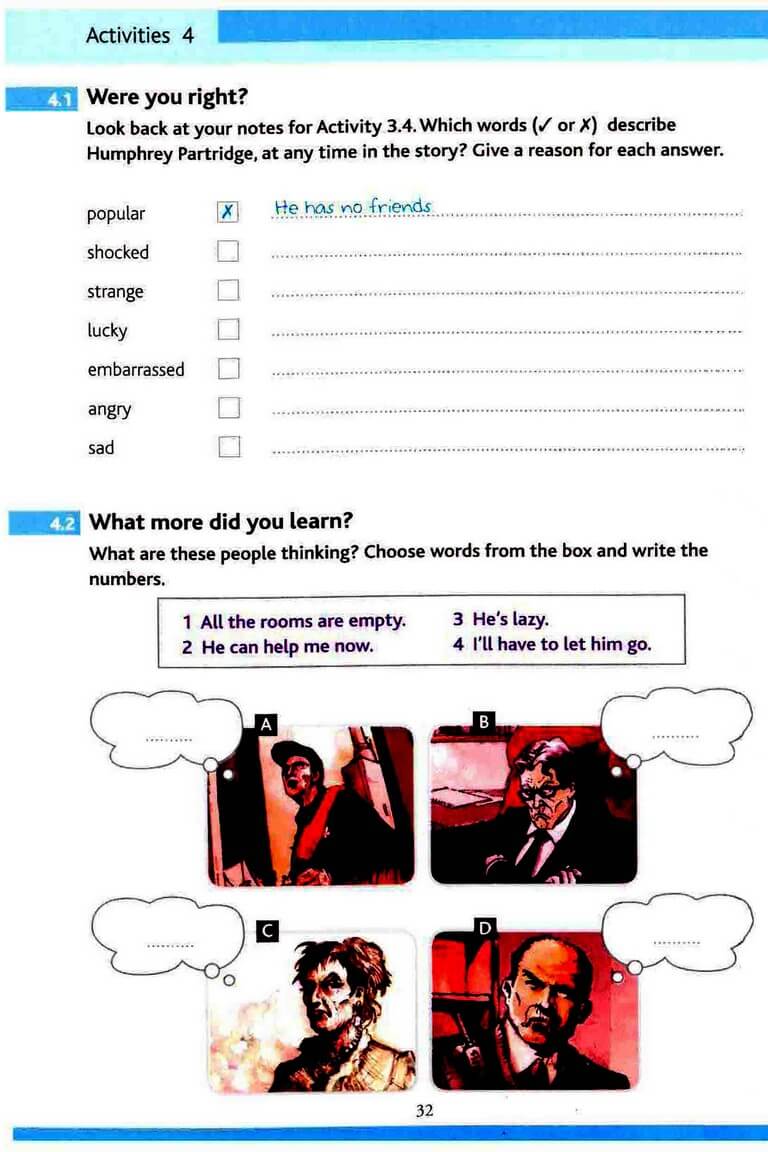 Activities 4
4.1 Were you right?
Look back at your notes for Activity 3.4. Which words (✓ or ✗) describe
Humphrey Partridge, at any time in the story? Give a reason for each answer.
popular ✗ He has no friends
shocked
strange
lucky
embarrassed
angry
sad
4.2 What more did you learn?
What are these people thinking? Choose words from the box and write the
numbers.
1 All the rooms are empty. 3 He's lazy.
2 He can help me now. 4 I'll have to let him go.
A B
C D
32